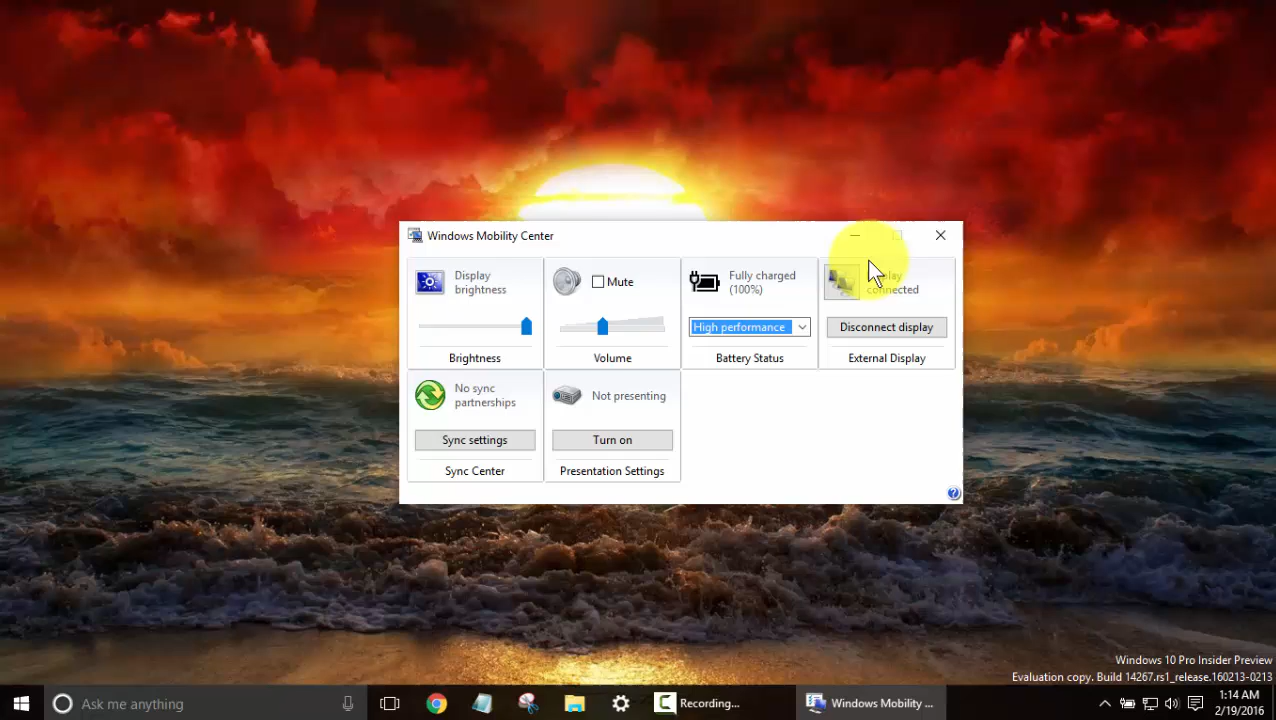 Windows Mobility Center
Display
brightness
Brightness
Mute
Volume
Fully charged
(100%)
High performance
Battery Status
Display
connected
Disconnect display
External Display
No sync
partnerships
Sync settings
Sync Center
Not presenting
Turn on
Presentation Settings
Windows 10 Pro Insider Preview
Evaluation copy. Build 14267.rs1_release.160213-0213
Ask me anything
Recording...
Windows Mobility ...
1:14 AM
2/19/2016